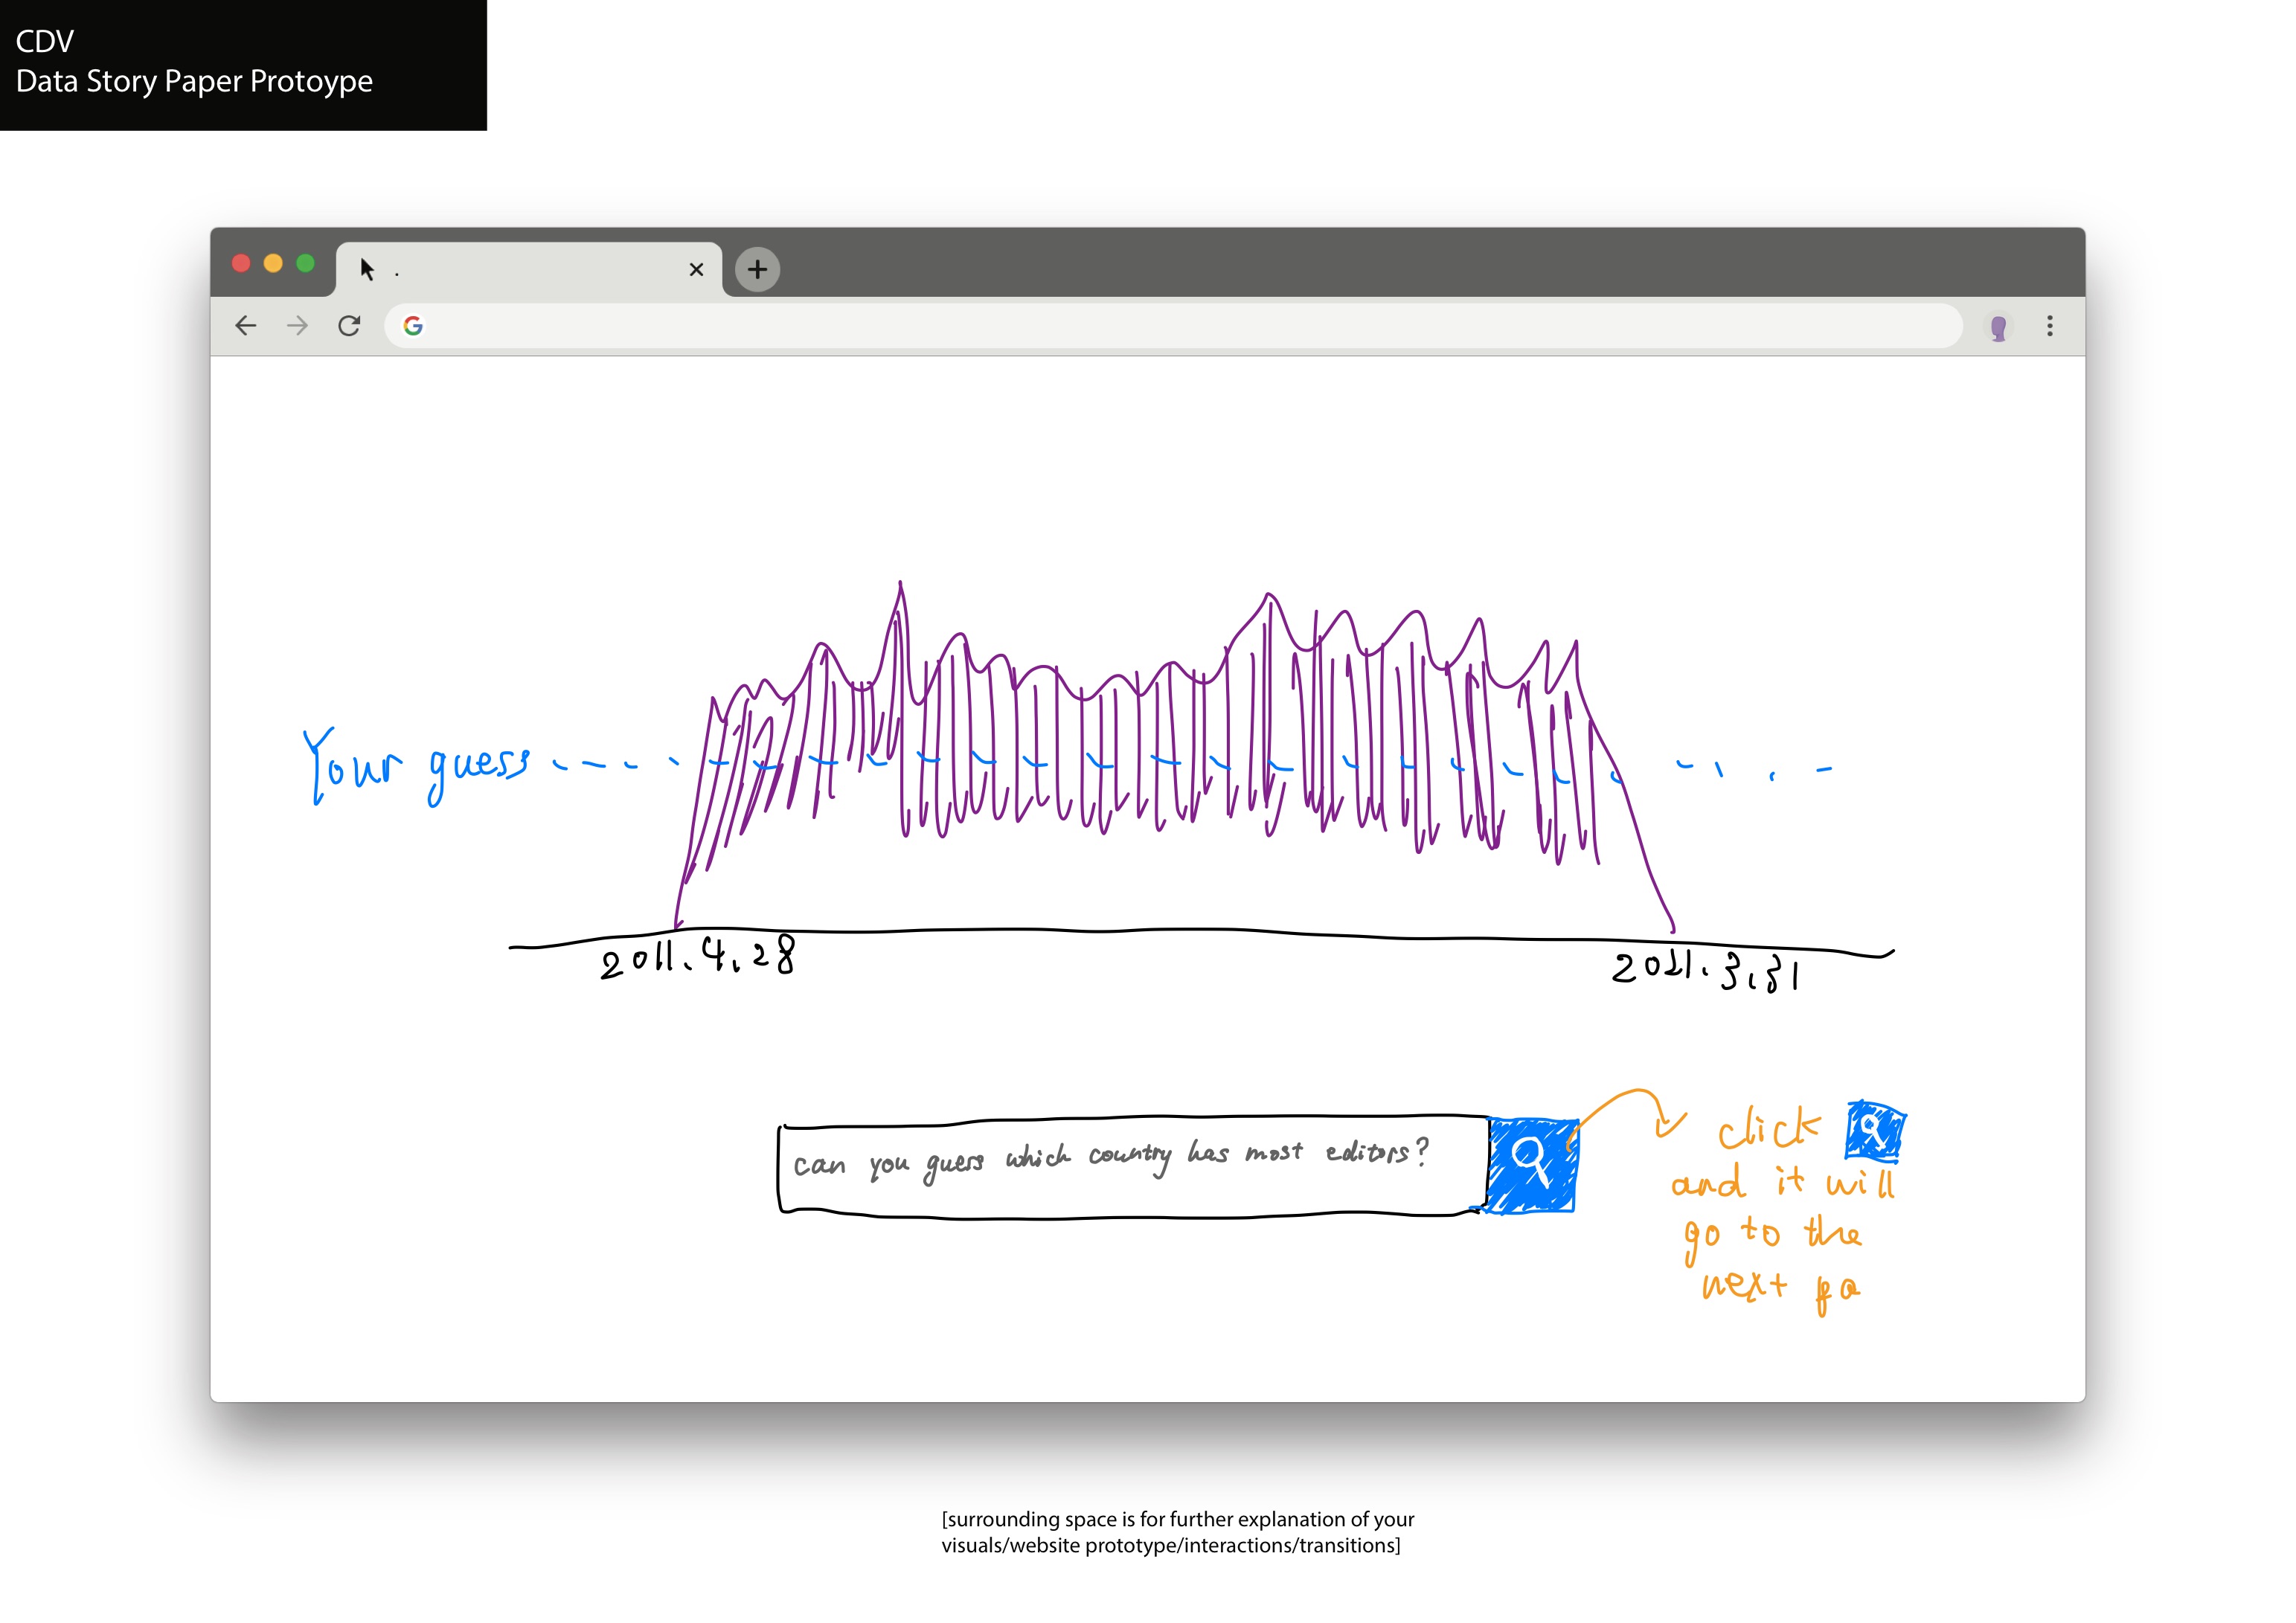 CDV
Data Story Paper Protoype
Your guess
2011.4.28
2021.3.31
can you guess which country has most editors?
click
and it will
go to the
next pa
[surrounding space is for further explanation of your
visuals/website prototype/interactions/transitions]